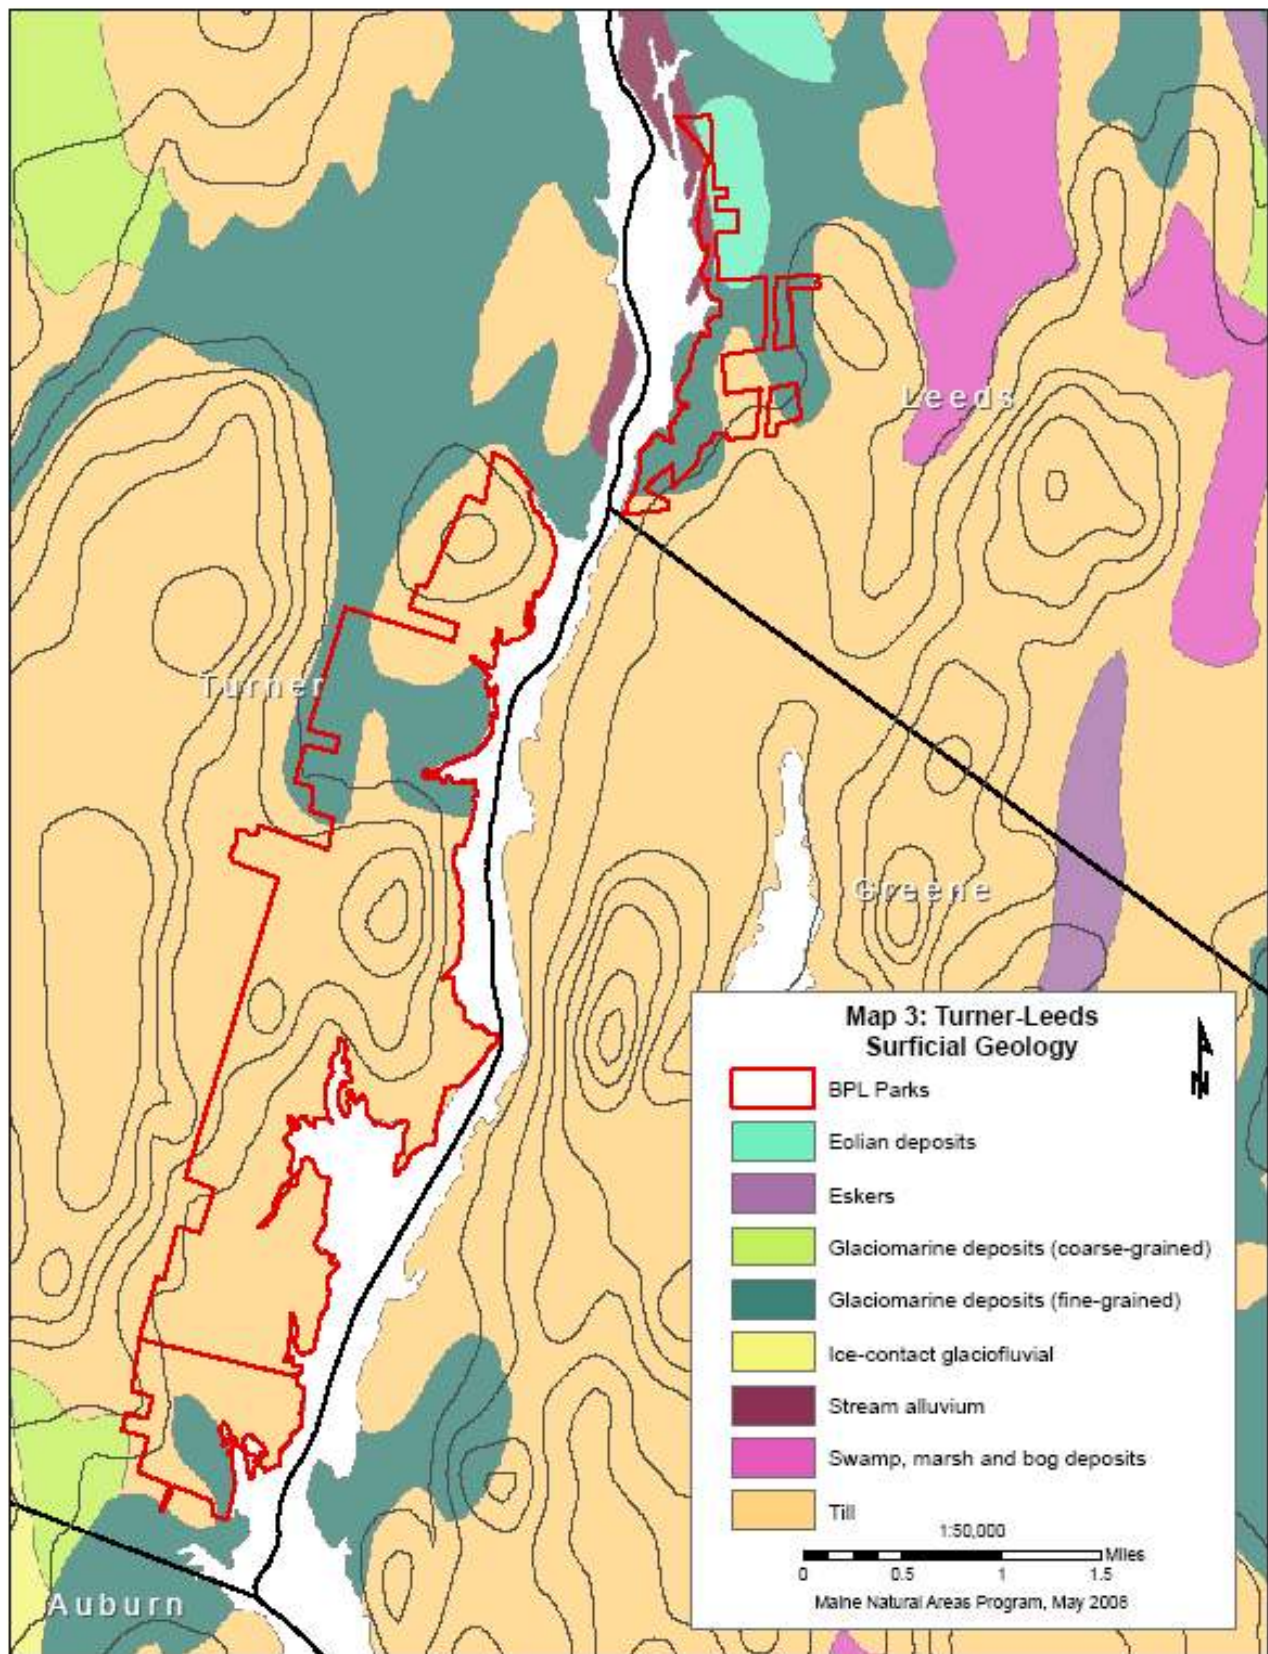 Leeds
Turner
Greene
Auburn
Map 3: Turner-Leeds
Surficial Geology
N
BPL Parks
Eolian deposits
Eskers
Glaciomarine deposits (coarse-grained)
Glaciomarine deposits (fine-grained)
Ice-contact glaciofluvial
Stream alluvium
Swamp, marsh and bog deposits
Till
1:50,000
Miles
0 0.5 1 1.5
Maine Natural Areas Program, May 2008